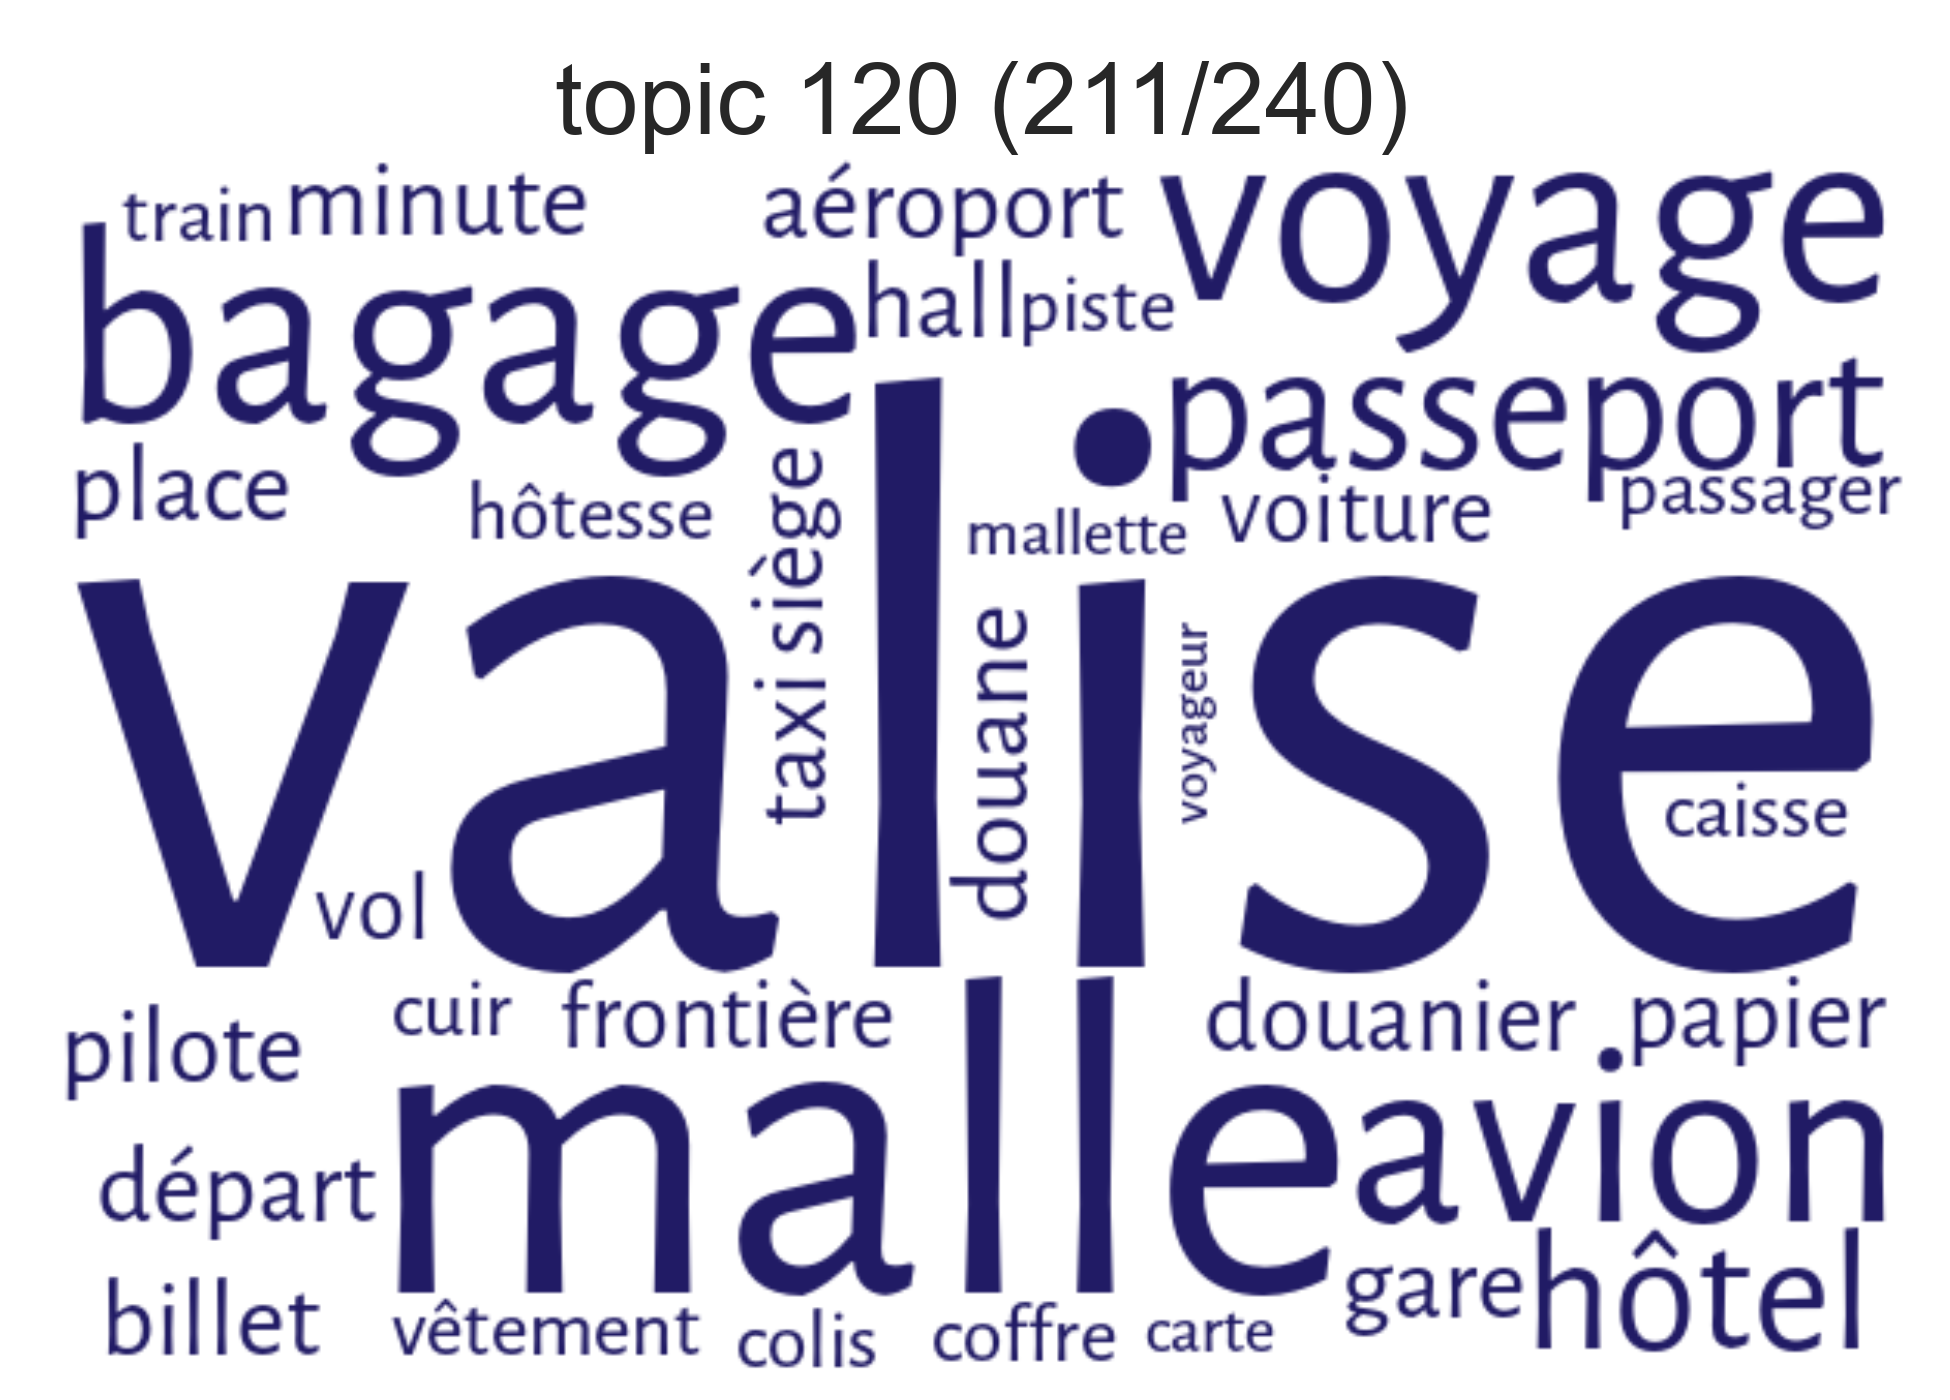 topic 120 (211/240)
train
minute
aéroport
voyage
bagage
hall
piste
passeport
place
hôtesse
siège
mallette
voiture
passager
valise
taxi
douane
voyageur
caisse
vol
pilote
cuir
frontière
douanier
papier
départ
malle
avion
billet
vêtement
colis
coffre
carte
gare
hôtel